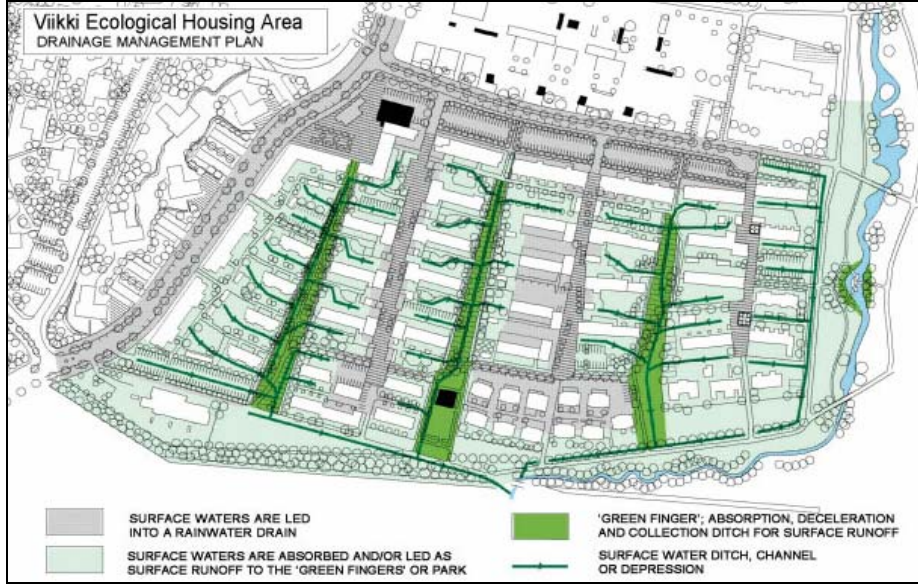 Viikki Ecological Housing Area
DRAINAGE MANAGEMENT PLAN
SURFACE WATERS ARE LED
INTO A RAINWATER DRAIN
SURFACE WATERS ARE ABSORBED AND/OR LED AS
SURFACE RUNOFF TO THE 'GREEN FINGERS' OR PARK
'GREEN FINGER'; ABSORPTION, DECELERATION
AND COLLECTION DITCH FOR SURFACE RUNOFF
SURFACE WATER DITCH, CHANNEL
OR DEPRESSION